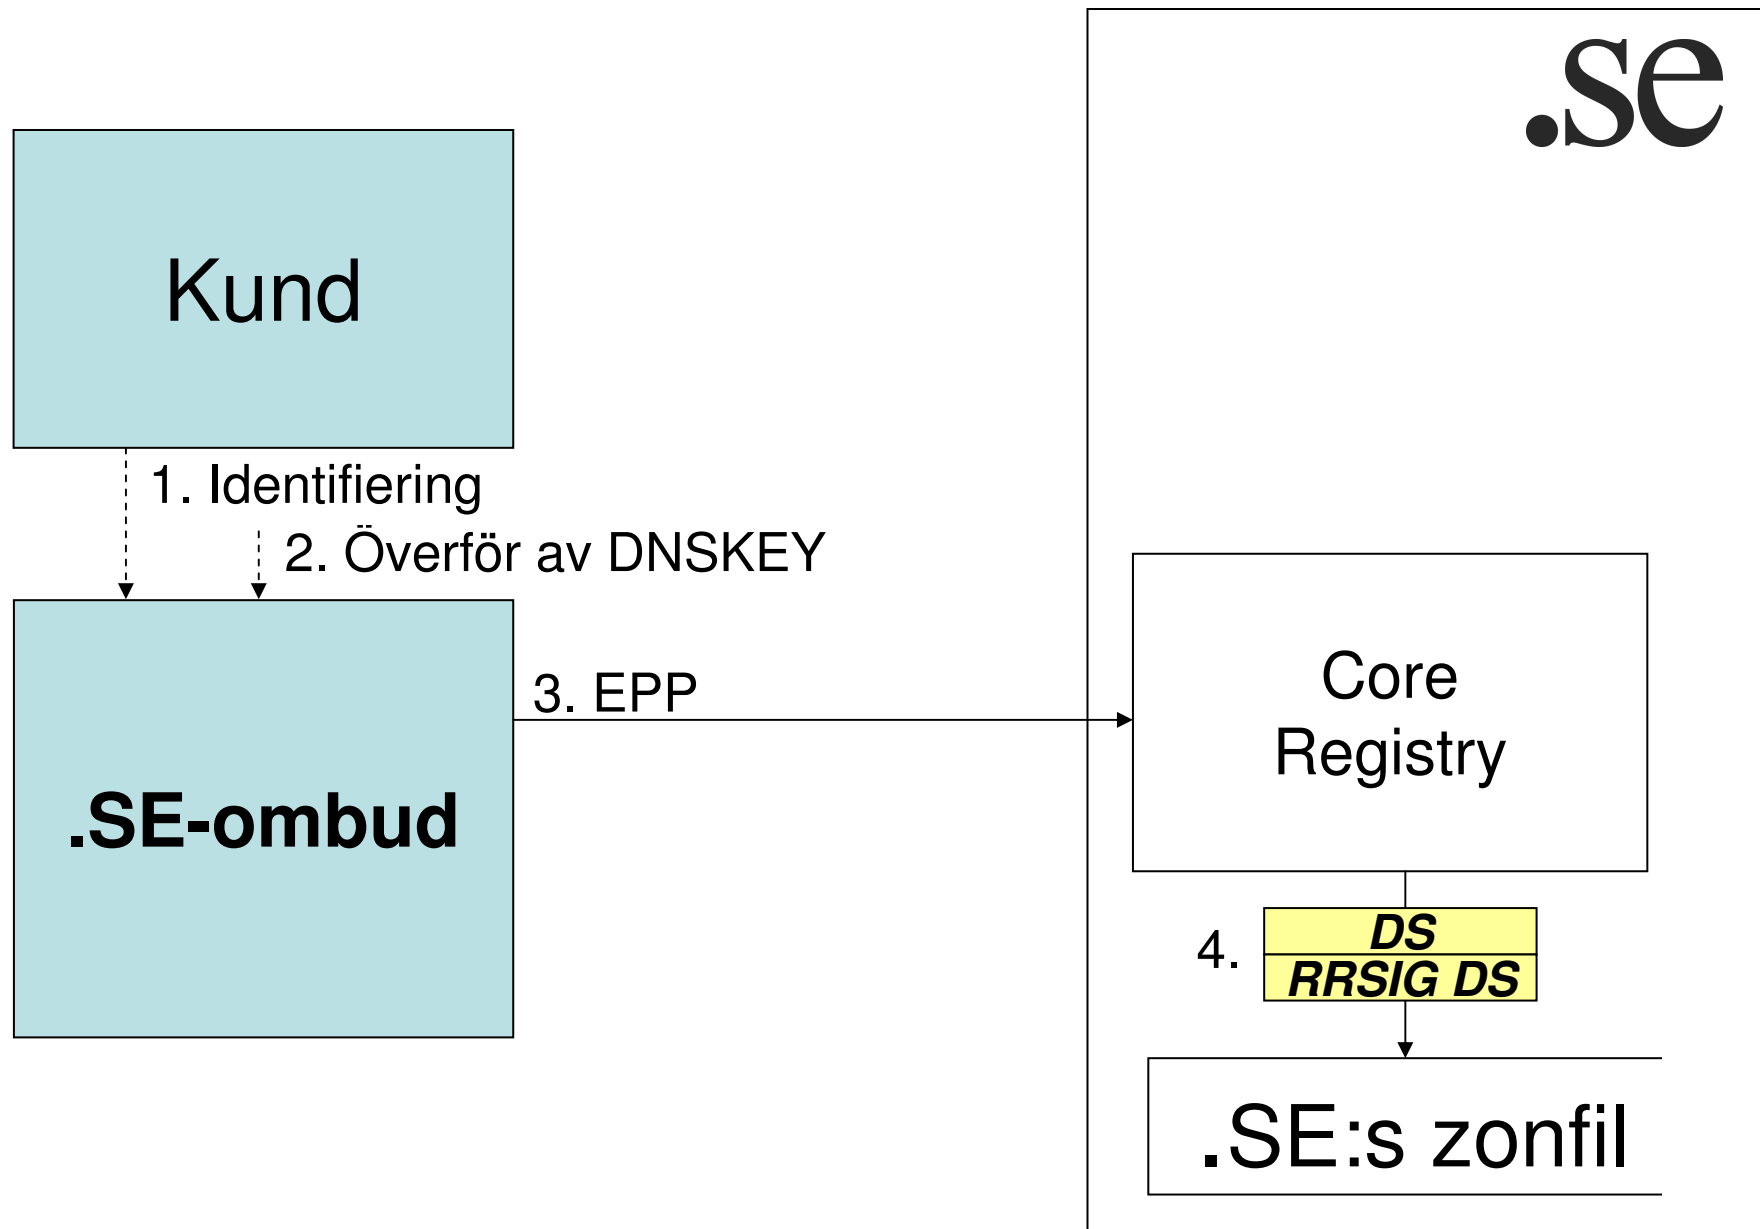 .se
Kund
1. Identifiering
2. Överför av DNSKEY
3. EPP
Core
Registry
.SE-ombud
4.
DS
RRSIG DS
.SE:s zonfil